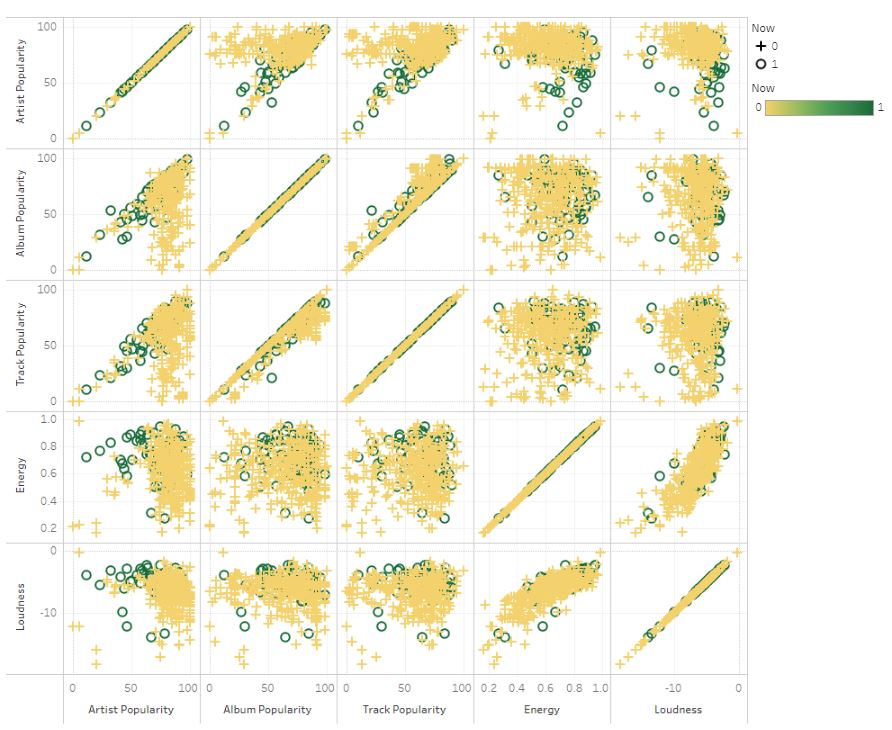 Now
0
1
Now
0 1
Artist Popularity
100
50
0
Album Popularity
100
50
0
Track Popularity
100
50
0
Energy
1.0
0.8
0.6
0.4
0.2
Loudness
0
-10
0 50 100 0 50 100 0 50 100 0.2 0.4 0.6 0.8 1.0 -10 0
Artist Popularity Album Popularity Track Popularity Energy Loudness